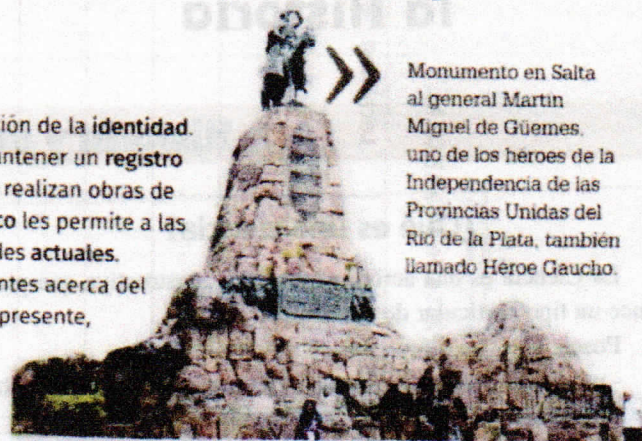 la Historia
ión de la identidad.
antener un registro
realizan obras de
co les permite a las
des actuales.
ntes acerca del
presente,
Monumento en Salta
al general Martín
Miguel de Güemes,
uno de los héroes de la
Independencia de las
Provincias Unidas del
Río de la Plata, también
llamado Héroe Gaucho.